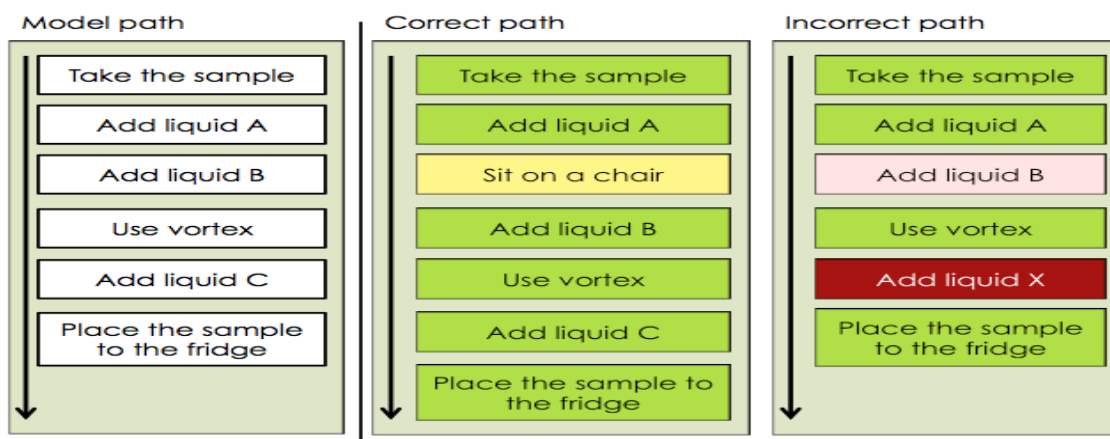 Model path
Take the sample
Add liquid A
Add liquid B
Use vortex
Add liquid C
Place the sample
to the fridge
Correct path
Take the sample
Add liquid A
Sit on a chair
Add liquid B
Use vortex
Add liquid C
Place the sample to
the fridge
Incorrect path
Take the sample
Add liquid A
Add liquid B
Use vortex
Add liquid X
Place the sample
to the fridge